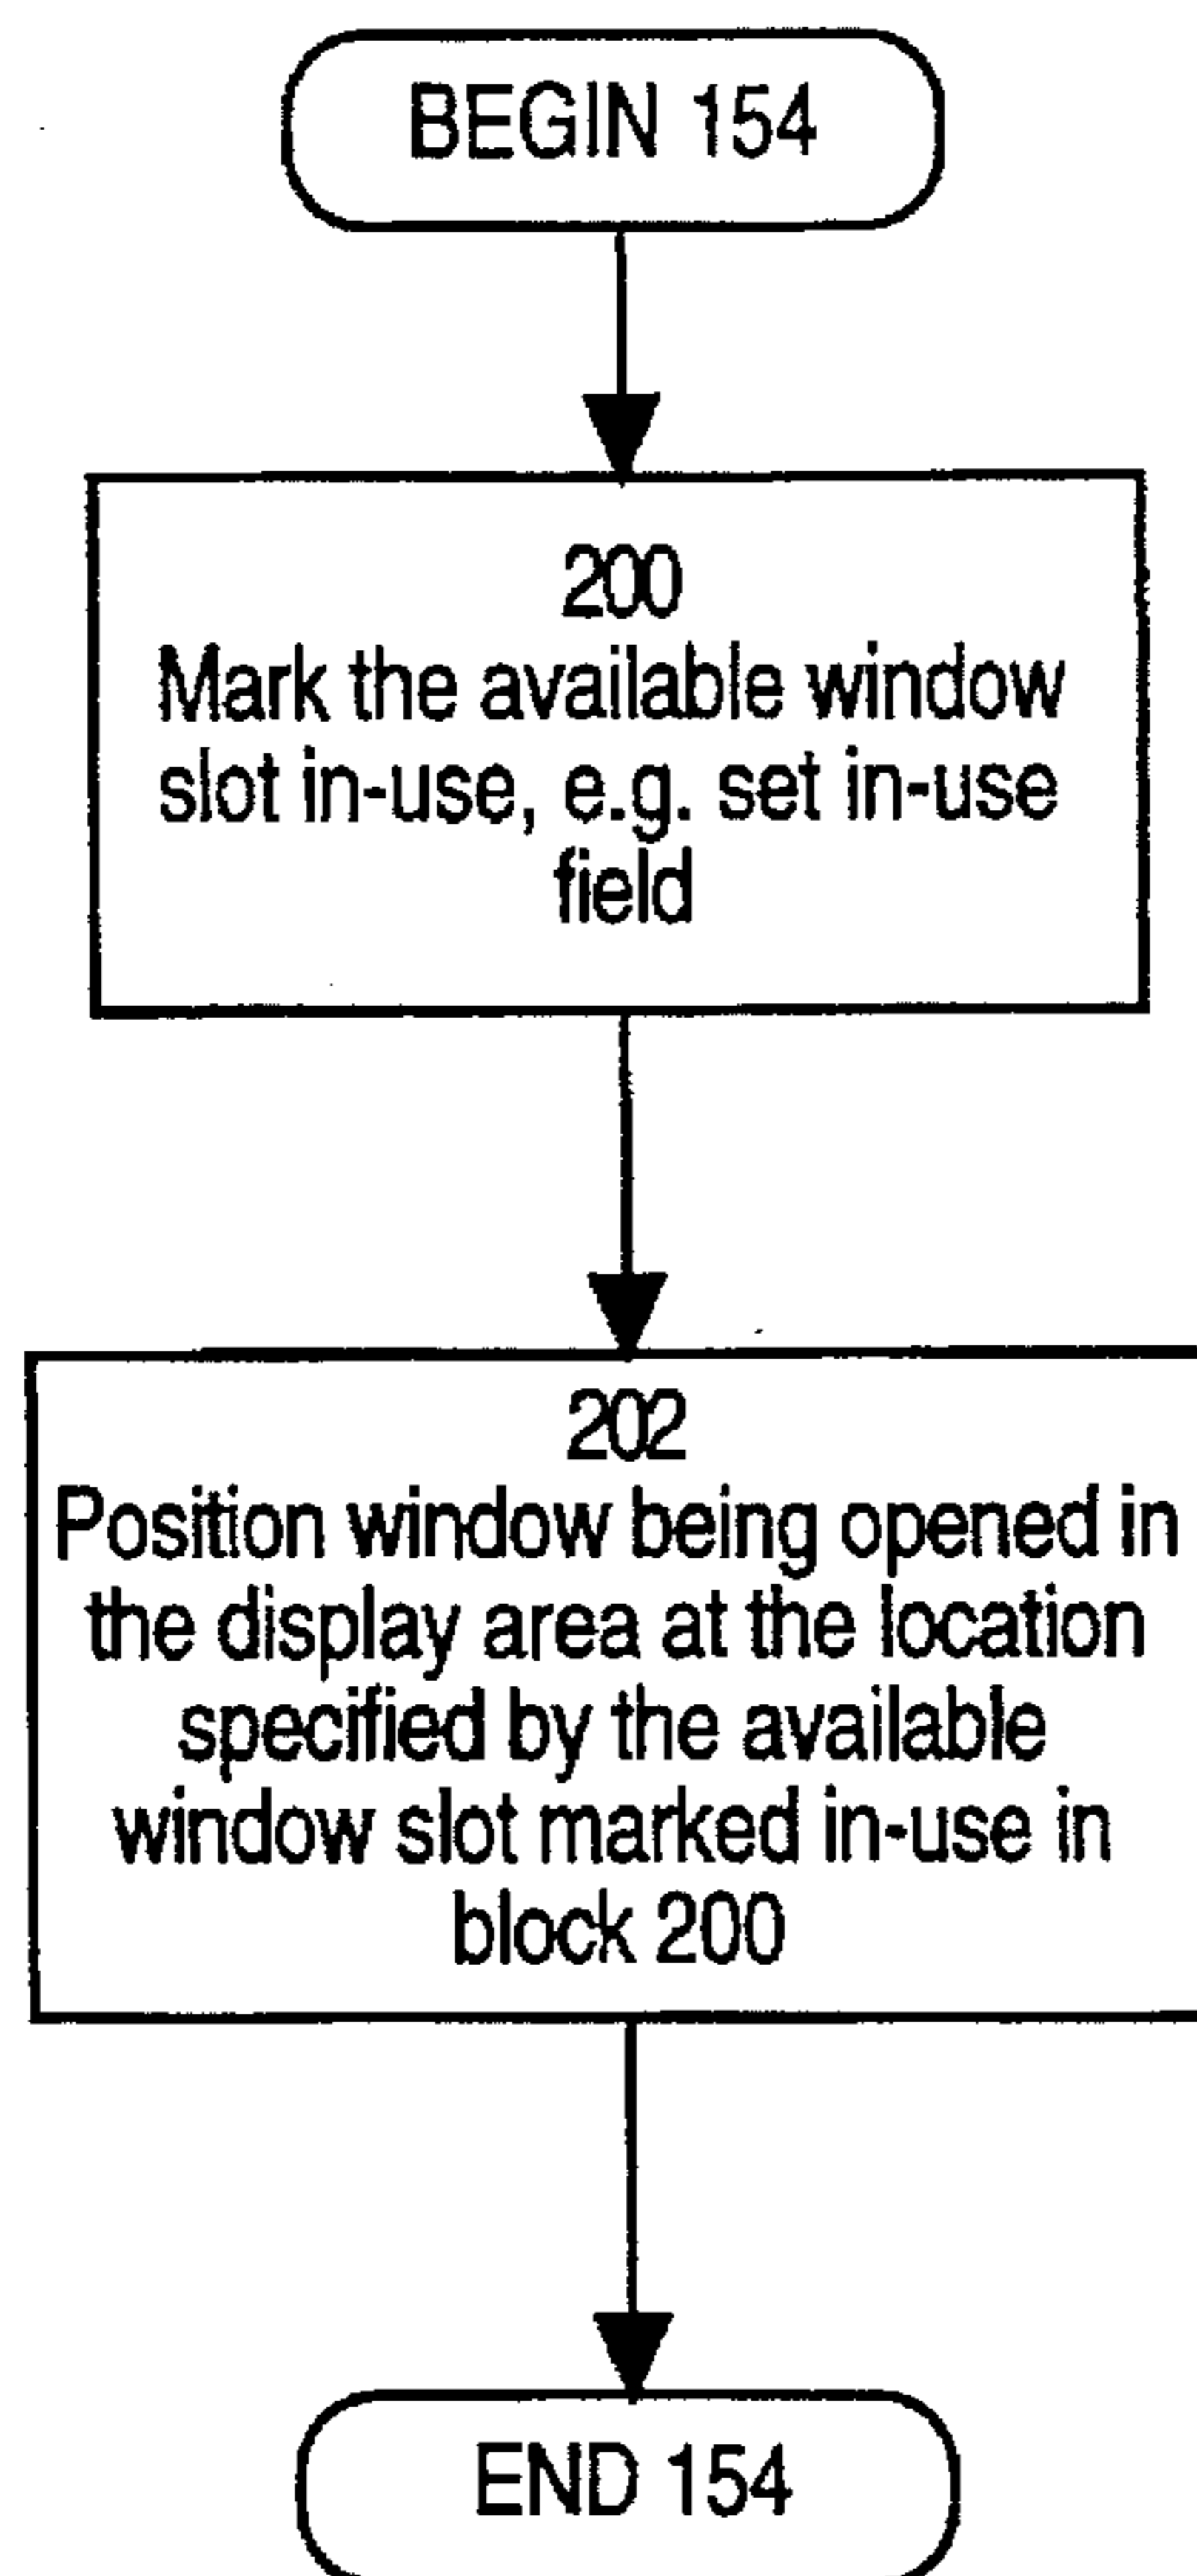 BEGIN 154
200
Mark the available window
slot in-use, e.g. set in-use
field
202
Position window being opened in
the display area at the location
specified by the available
window slot marked in-use in
block 200
END 154